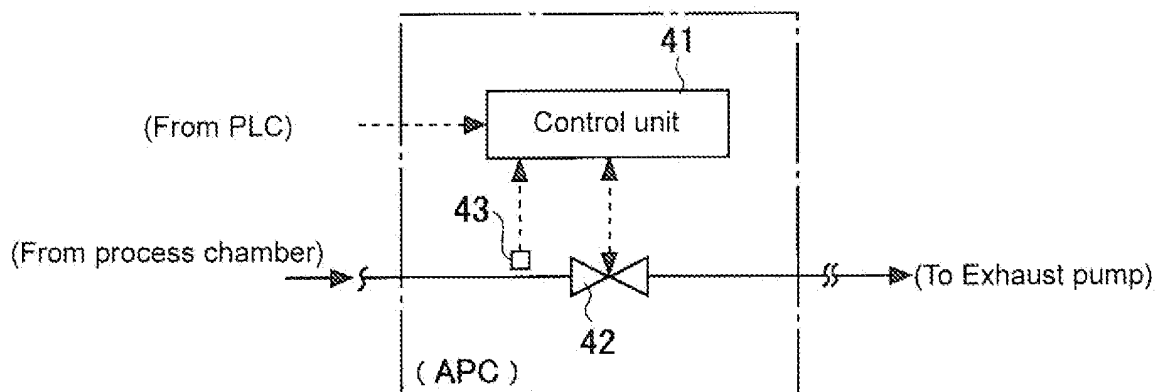 41
Control unit
(From PLC)
43
(From process chamber)
(To Exhaust pump)
42
( APC )